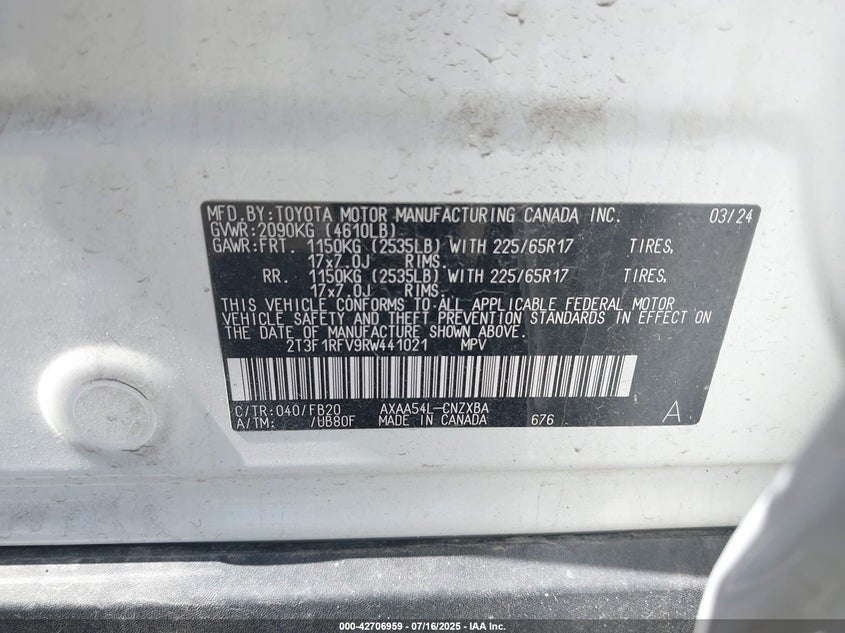 MFD.BY:TOYOTA MOTOR MANUFACTURING CANADA INC. 03/24
GVWR:2090KG (4610LB)
GAWR:FRT. 1150KG (2535LB) WITH 225/65R17 TIRES,
17x7.0J RIMS.
RR. 1150KG (2535LB) WITH 225/65R17 TIRES,
17x7.0J RIMS.
THIS VEHICLE CONFORMS TO ALL APPLICABLE FEDERAL MOTOR
VEHICLE SAFETY AND THEFT PREVENTION STANDARDS IN EFFECT ON
THE DATE OF MANUFACTURE SHOWN ABOVE.
2T3F1RFV9RW441021 MPV
C/TR:040/FB20 AXAA54L-CNZXBA
A/TM: /UB80F MADE IN CANADA 676 A
000-42706959 | 07/16/2025 - IAA Inc.